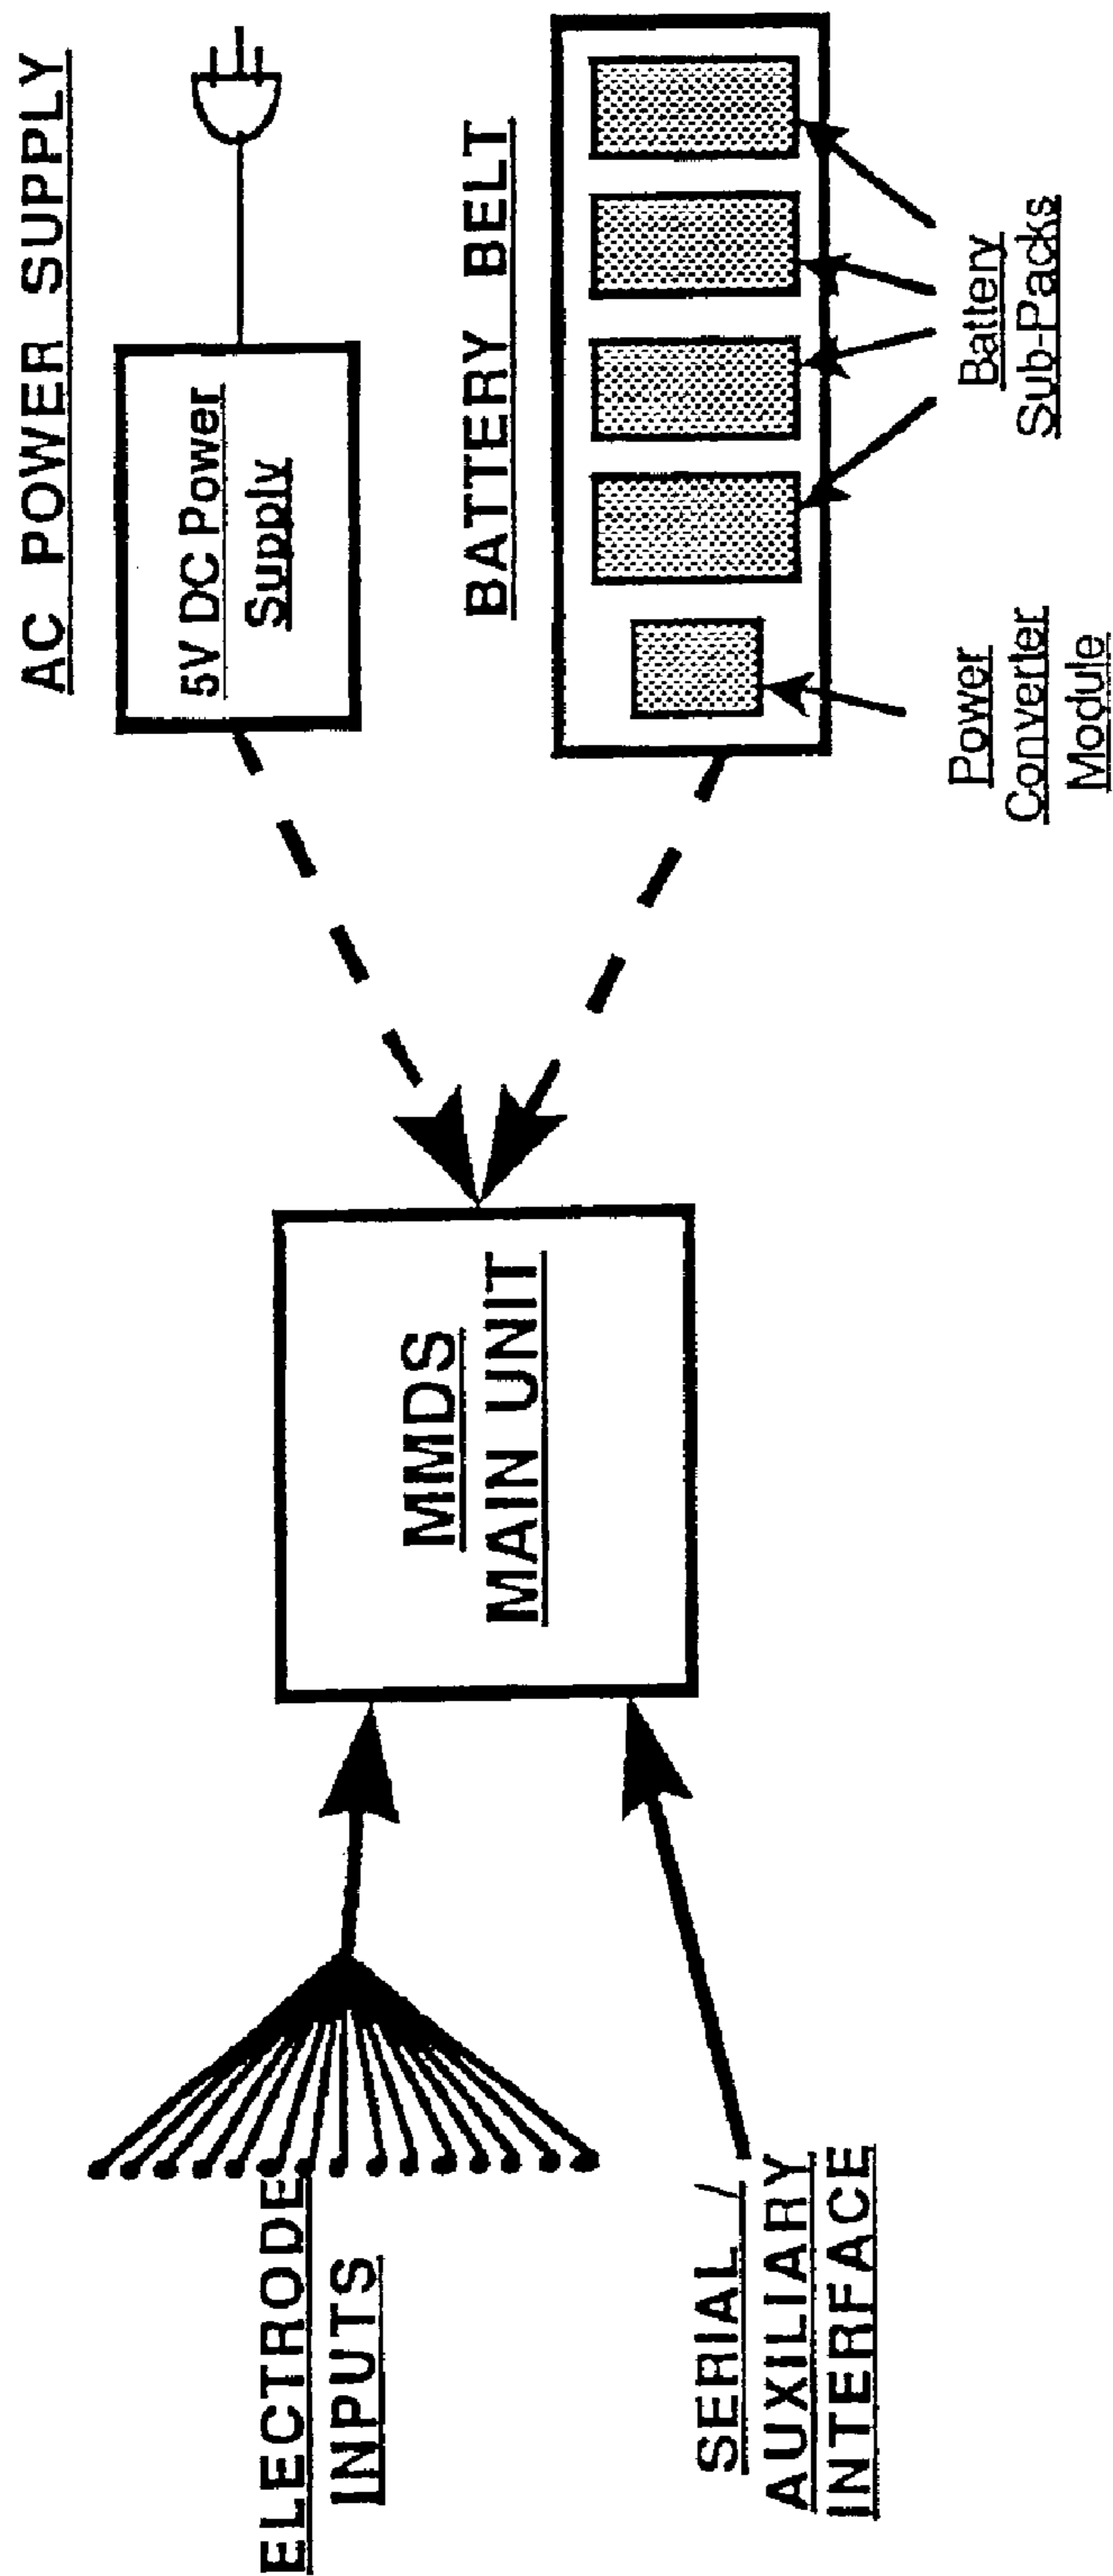 ELECTRODE
INPUTS
SERIAL /
AUXILIARY
INTERFACE
MMDS
MAIN UNIT
AC POWER SUPPLY
5V DC Power
Supply
BATTERY BELT
Power
Converter
Module
Battery
Sub-Packs